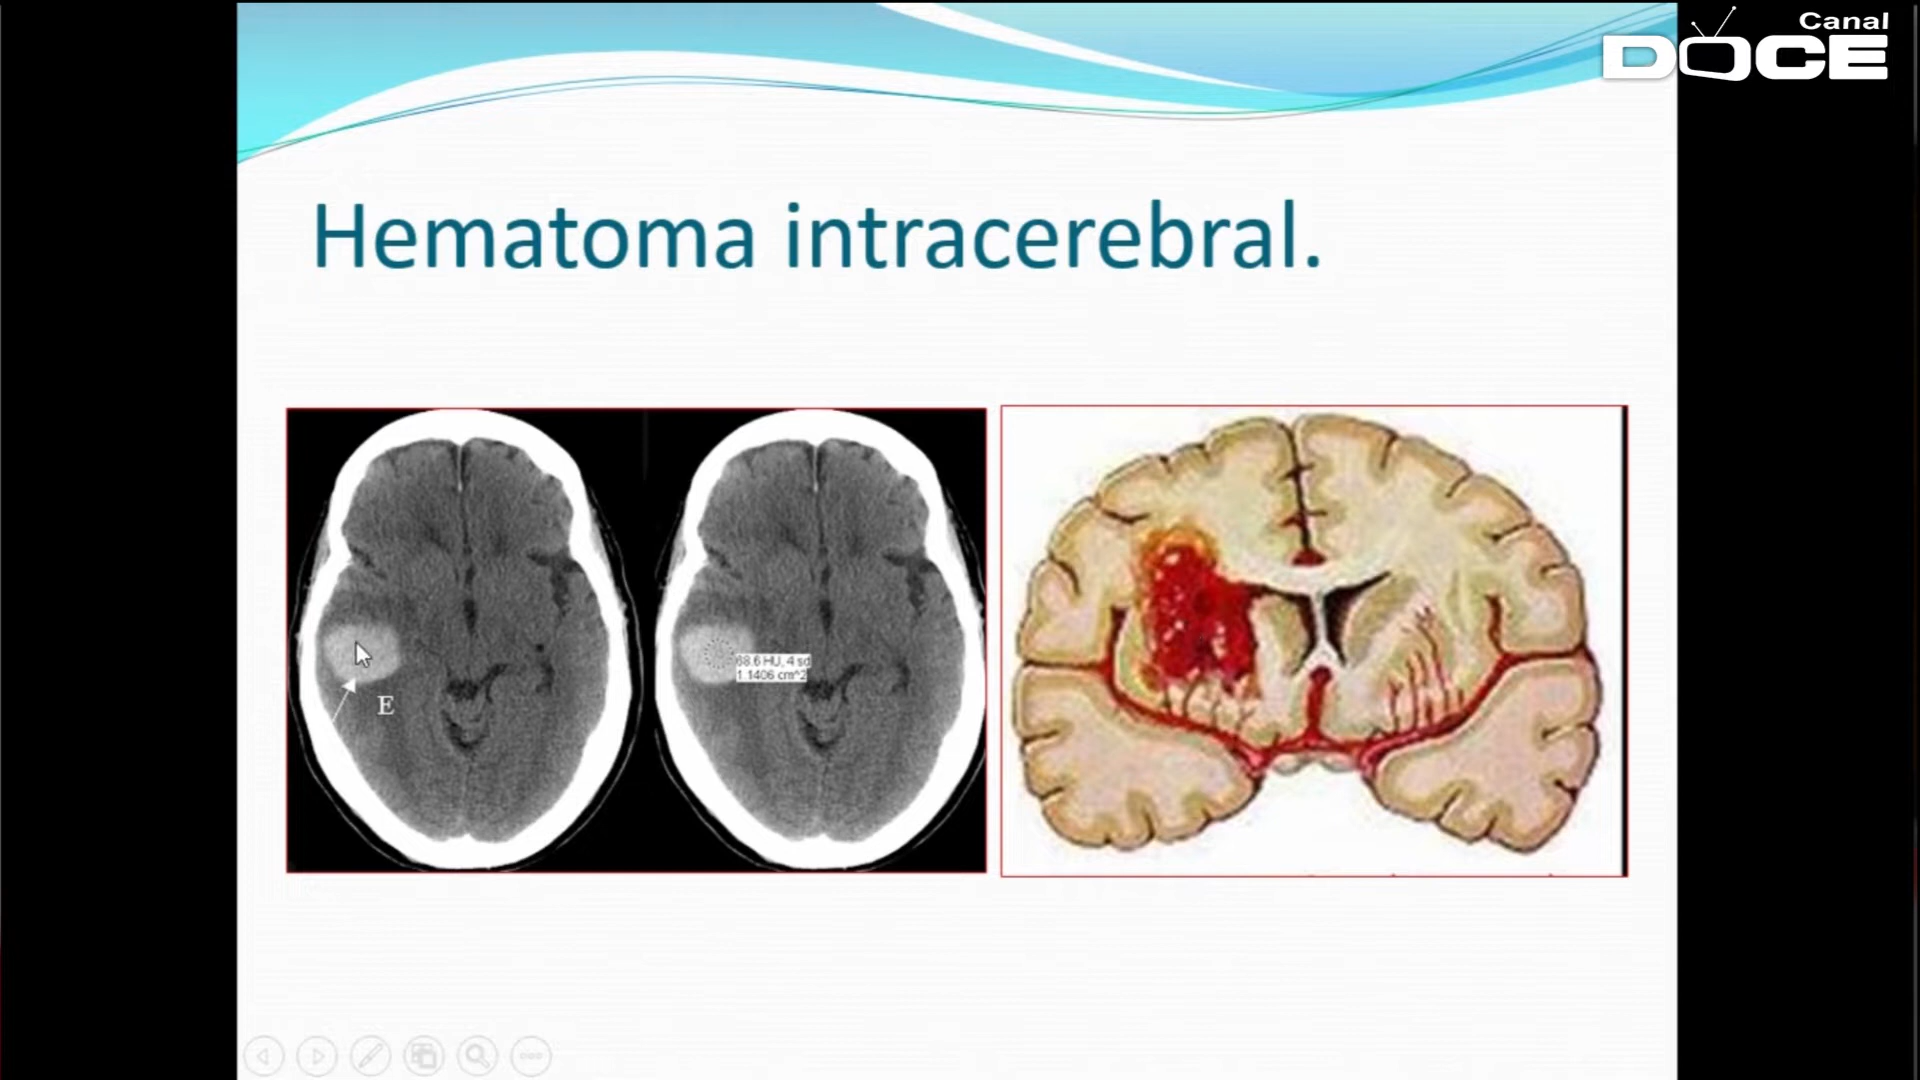 Canal
DOCE
Hematoma intracerebral.
68.6 HU, 4 sd
1.1406 cm^2
E